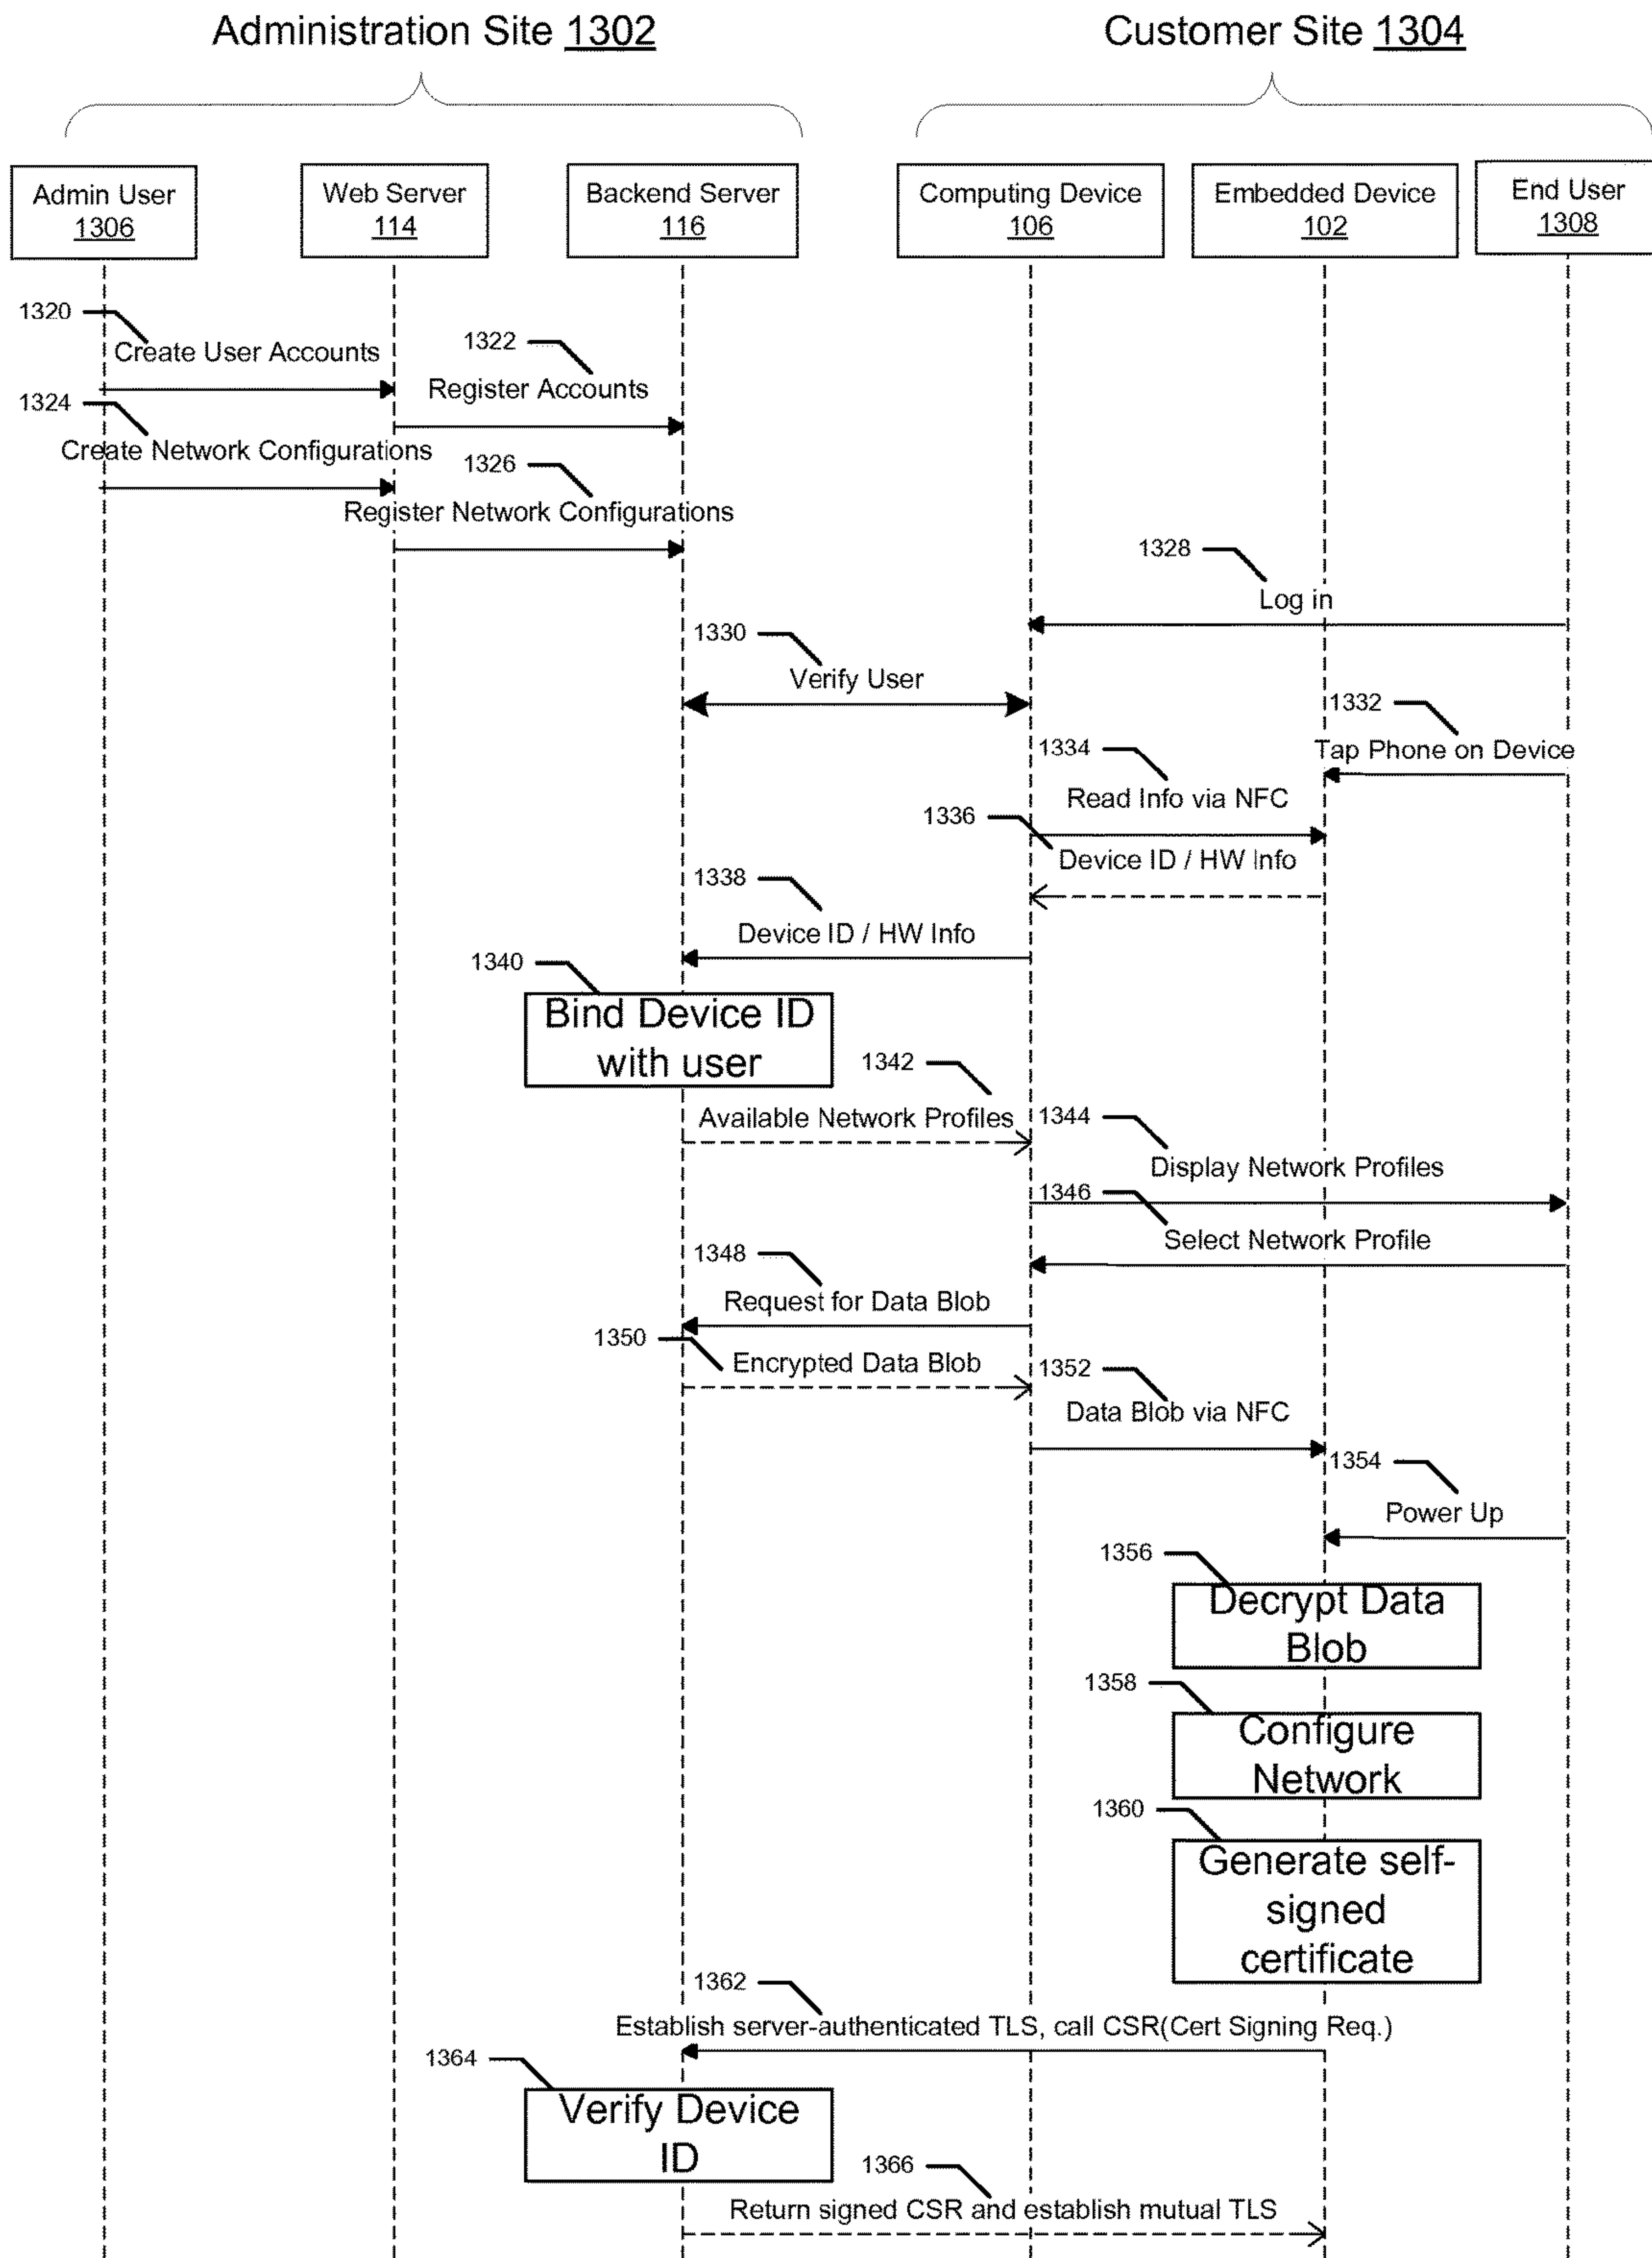 Administration Site 1302
Customer Site 1304
Admin User
1306
Web Server
114
Backend Server
116
Computing Device
106
Embedded Device
102
End User
1308
1320
Create User Accounts
1322
Register Accounts
1324
Create Network Configurations
1326
Register Network Configurations
1328
Log in
1330
Verify User
1332
Tap Phone on Device
1334
Read Info via NFC
1336
Device ID / HW Info
1338
Device ID / HW Info
1340
Bind Device ID
with user
1342
Available Network Profiles
1344
Display Network Profiles
1346
Select Network Profile
1348
Request for Data Blob
1350
Encrypted Data Blob
1352
Data Blob via NFC
1354
Power Up
1356
Decrypt Data
Blob
1358
Configure
Network
1360
Generate self-
signed
certificate
1362
Establish server-authenticated TLS, call CSR(Cert Signing Req.)
1364
Verify Device
ID
1366
Return signed CSR and establish mutual TLS